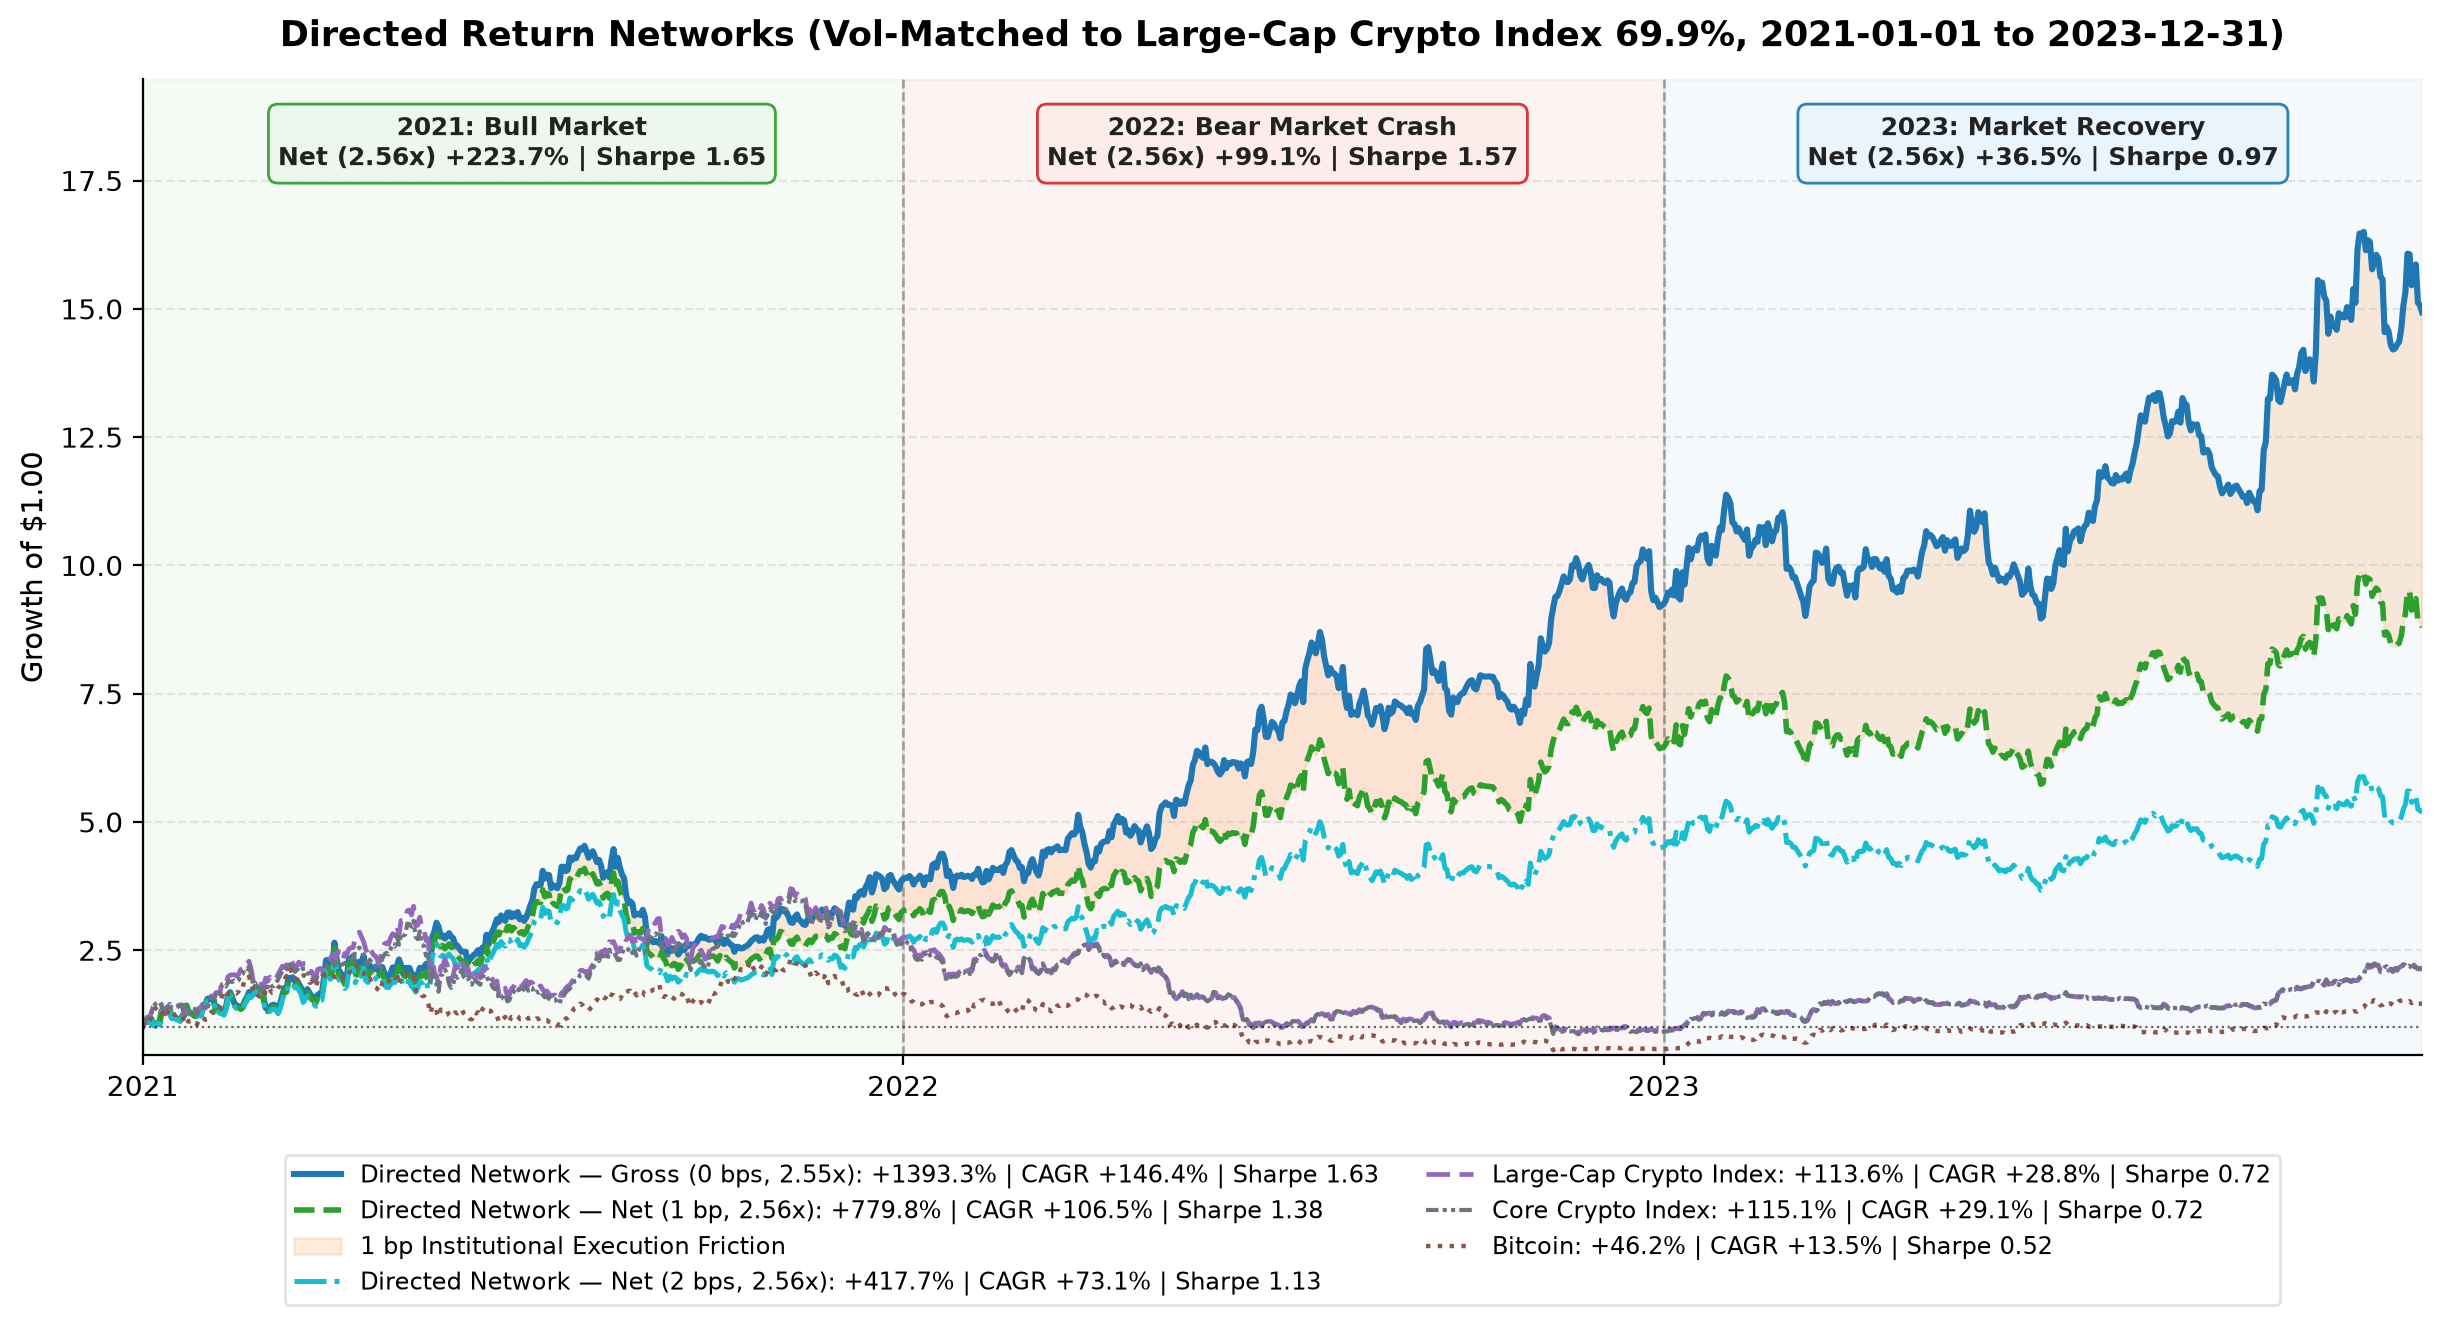 Directed Return Networks (Vol-Matched to Large-Cap Crypto Index 69.9%, 2021-01-01 to 2023-12-31)
2021: Bull Market
Net (2.56x) +223.7% | Sharpe 1.65
2022: Bear Market Crash
Net (2.56x) +99.1% | Sharpe 1.57
2023: Market Recovery
Net (2.56x) +36.5% | Sharpe 0.97
Growth of $1.00
17.5
15.0
12.5
10.0
7.5
5.0
2.5
2021
2022
2023
Directed Network — Gross (0 bps, 2.55x): +1393.3% | CAGR +146.4% | Sharpe 1.63
Directed Network — Net (1 bp, 2.56x): +779.8% | CAGR +106.5% | Sharpe 1.38
1 bp Institutional Execution Friction
Directed Network — Net (2 bps, 2.56x): +417.7% | CAGR +73.1% | Sharpe 1.13
Large-Cap Crypto Index: +113.6% | CAGR +28.8% | Sharpe 0.72
Core Crypto Index: +115.1% | CAGR +29.1% | Sharpe 0.72
Bitcoin: +46.2% | CAGR +13.5% | Sharpe 0.52